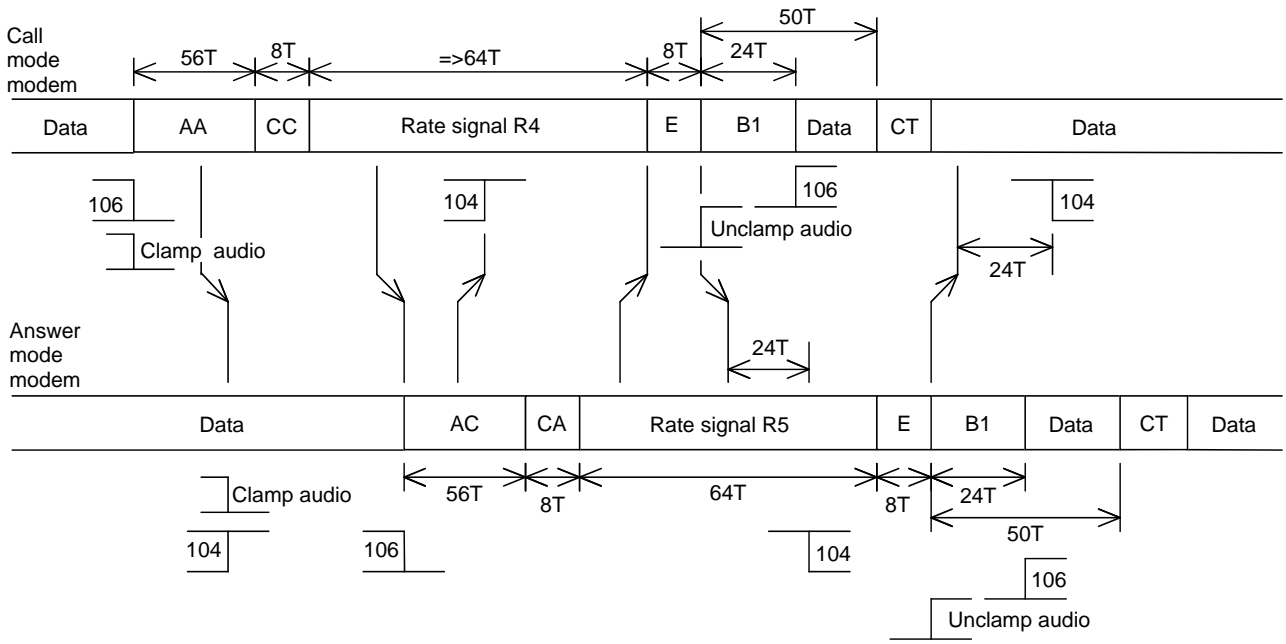 50T
Call
mode
modem
56T 8T =>64T 8T 24T
Data AA CC Rate signal R4 E B1 Data CT Data
106 104 106 104
Clamp audio Unclamp audio
24T
Answer
mode
modem
24T
Data AC CA Rate signal R5 E B1 Data CT Data
Clamp audio 56T 8T 64T 8T 24T
50T
104 106 104
106
Unclamp audio